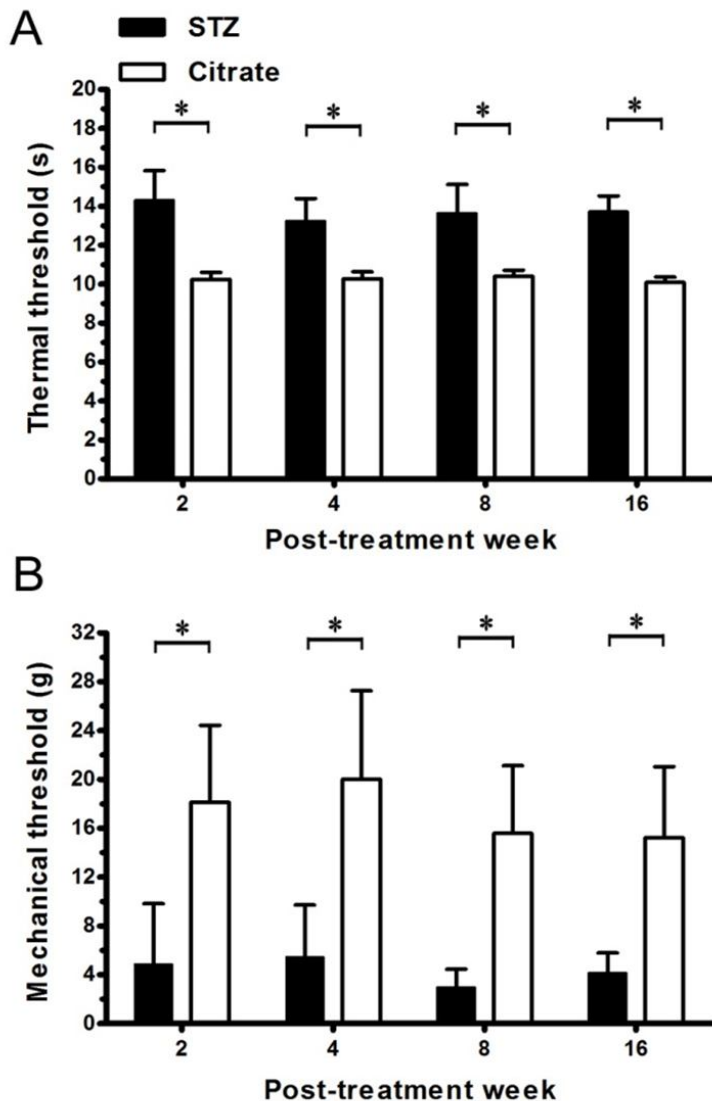 A
STZ
Citrate
Thermal threshold (s)
20
18
16
14
12
10
8
6
4
2
0
* * * *
2 4 8 16
Post-treatment week
B
Mechanical threshold (g)
32
28
24
20
16
12
8
4
0
* * * *
2 4 8 16
Post-treatment week